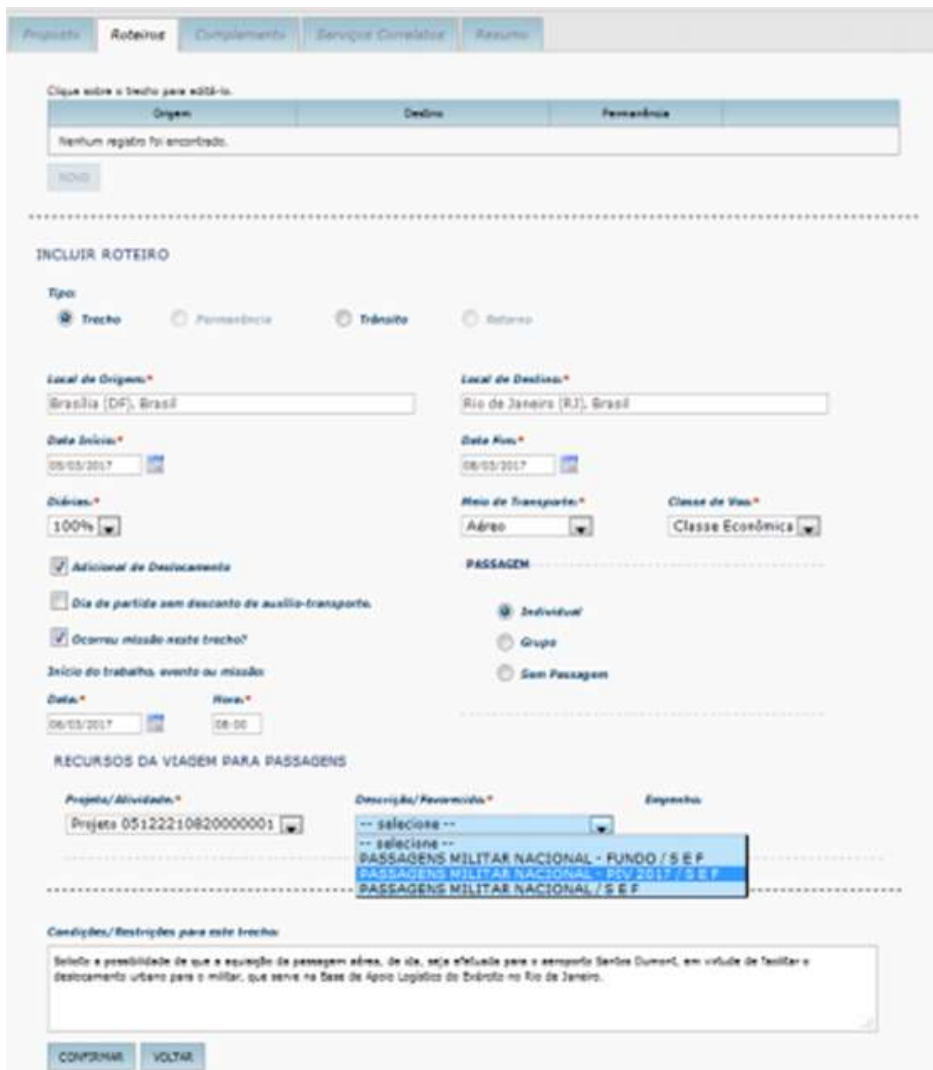 Proposto Roteiros Complemento Serviços Correlatos Resumo
Clique sobre o trecho para editá-lo.
Origem Destino Permanência
Nenhum registro foi encontrado.
NOVO
INCLUIR ROTEIRO
Tipo:
Trecho Permanência Trânsito Retorno
Local de Origem:* Local de Destino:*
Brasília (DF), Brasil Rio de Janeiro (RJ), Brasil
Data Início:* Data Fim:*
05/03/2017 08/03/2017
Diárias:* Meio de Transporte:* Classe de Voo:*
100% Aéreo Classe Econômica
Adicional de Deslocamento PASSAGEM
Dia de partida sem desconto de auxílio-transporte.
Individual
Ocorreu missão neste trecho?
Grupo
Início do trabalho, evento ou missão:
Sem Passagem
Data:* Hora:*
06/03/2017 08:00
RECURSOS DA VIAGEM PARA PASSAGENS
Projeto/Atividade:* Descrição/Favorecido:* Empenho:
Projeto 05122210820000001 -- selecione --
-- selecione --
PASSAGENS MILITAR NACIONAL - FUNDO / S E F
PASSAGENS MILITAR NACIONAL - PIV 2017 / S E F
PASSAGENS MILITAR NACIONAL / S E F
Condições/Restrições para este trecho:
Solicito a possibilidade de que a aquisição da passagem aérea, de ida, seja efetuada para o aeroporto Santos Dumont, em virtude de facilitar o
deslocamento urbano para o militar, que serve na Base de Apoio Logístico do Exército no Rio de Janeiro.
CONFIRMAR VOLTAR